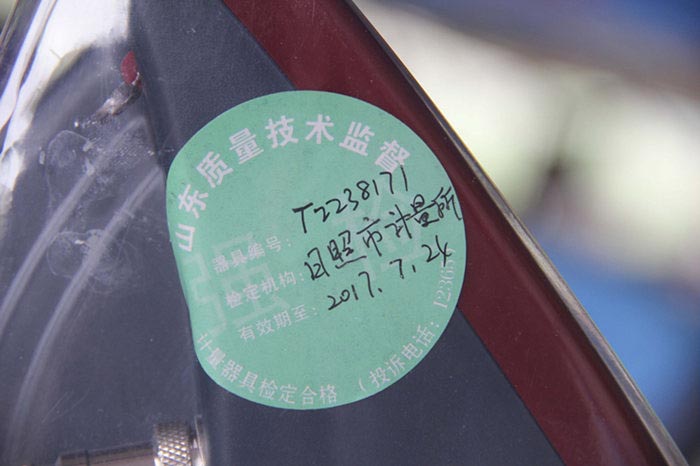 山东质量技术监督
器具编号: T2238171
检定机构: 日照市计量所
有效期至: 2017.7.24
计量器具检定合格 (投诉电话: 12365
强